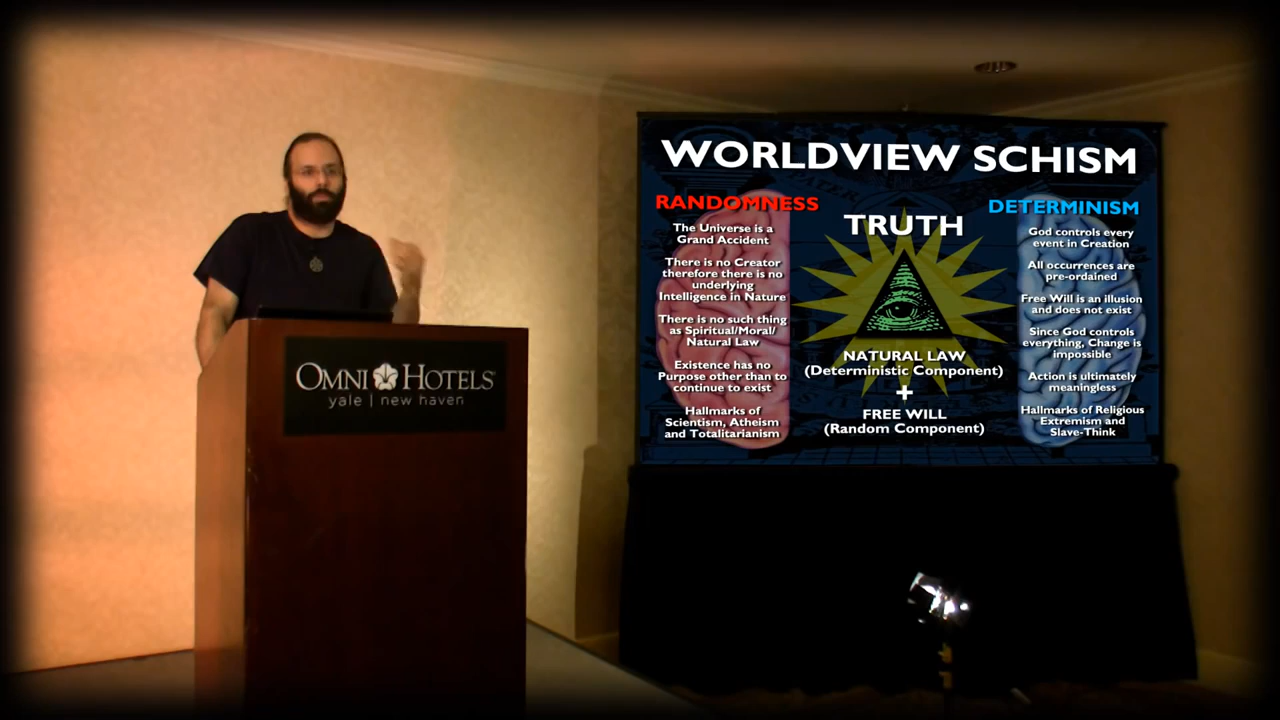 OMNI HOTELS
yale | new haven
WORLDVIEW SCHISM
RANDOMNESS
The Universe is a
Grand Accident
There is no Creator
therefore there is no
underlying
Intelligence in Nature
There is no such thing
as Spiritual/Moral/
Natural Law
Existence has no
Purpose other than to
continue to exist
Hallmarks of
Scientism, Atheism
and Totalitarianism
TRUTH
NATURAL LAW
(Deterministic Component)
+
FREE WILL
(Random Component)
DETERMINISM
God controls every
event in Creation
All occurrences are
pre-ordained
Free Will is an illusion
and does not exist
Since God controls
everything, Change is
impossible
Action is ultimately
meaningless
Hallmarks of Religious
Extremism and
Slave-Think